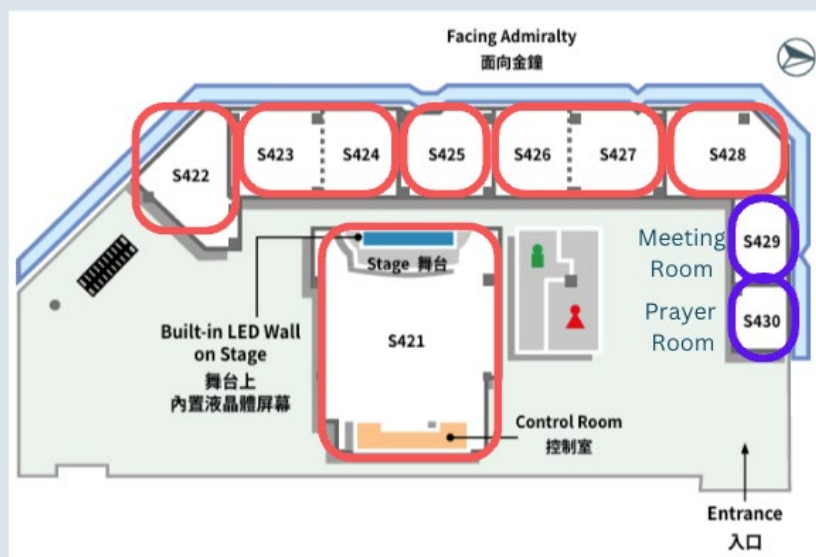 Facing Admiralty
面向金鐘
S422
S423
S424
S425
S426
S427
S428
Meeting
Room
S429
Prayer
Room
S430
Stage 舞台
S421
Built-in LED Wall
on Stage
舞台上
內置液晶體屏幕
Control Room
控制室
Entrance
入口